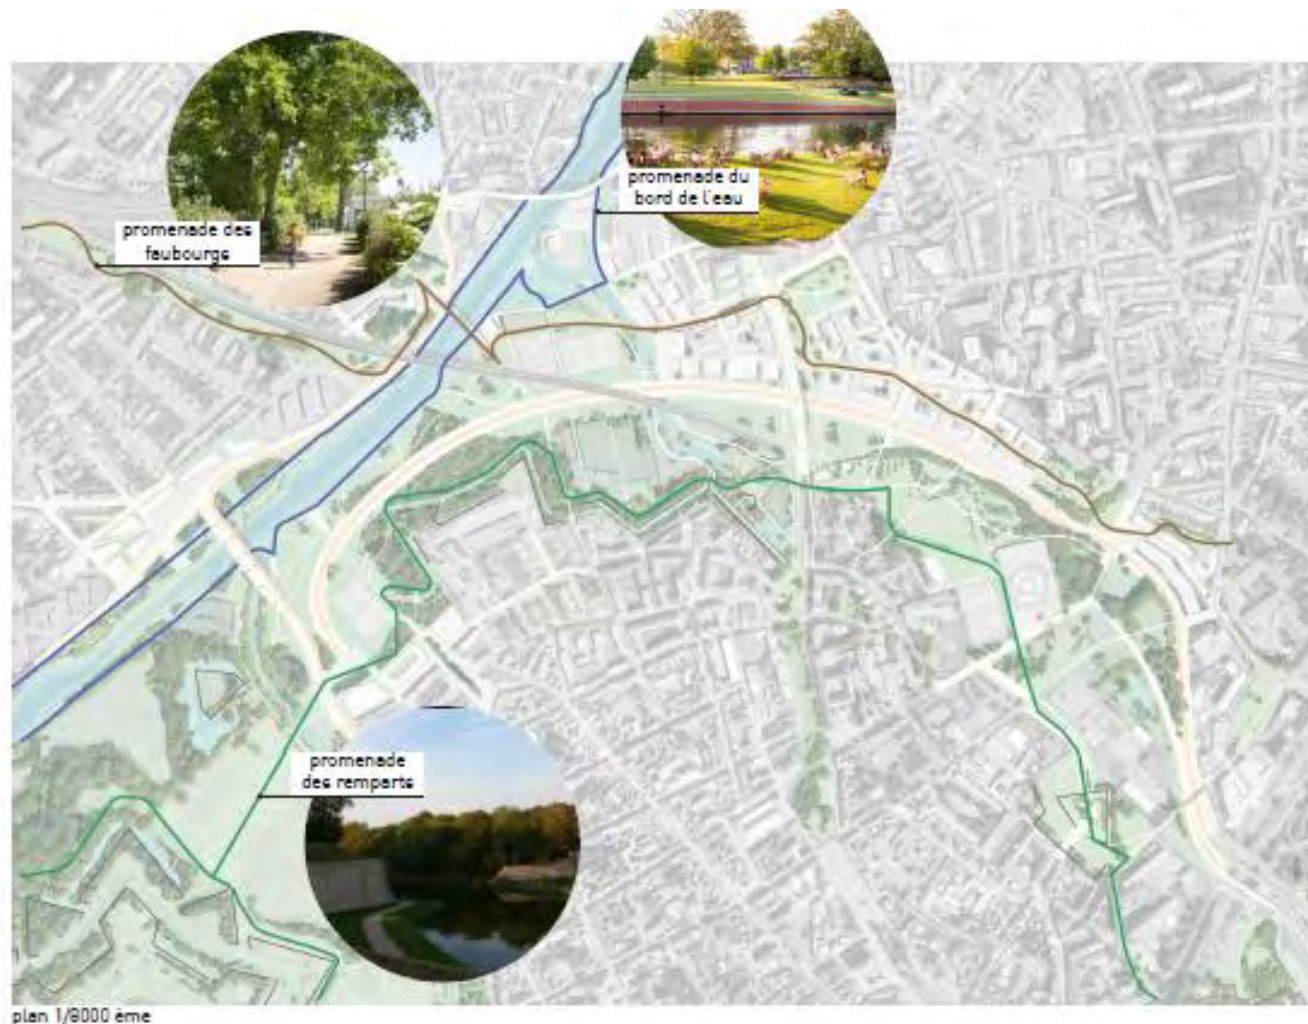 promenade du
bord de l'eau
promenade des
faubourgs
promenade
des remparts
plan 1/8000 ème